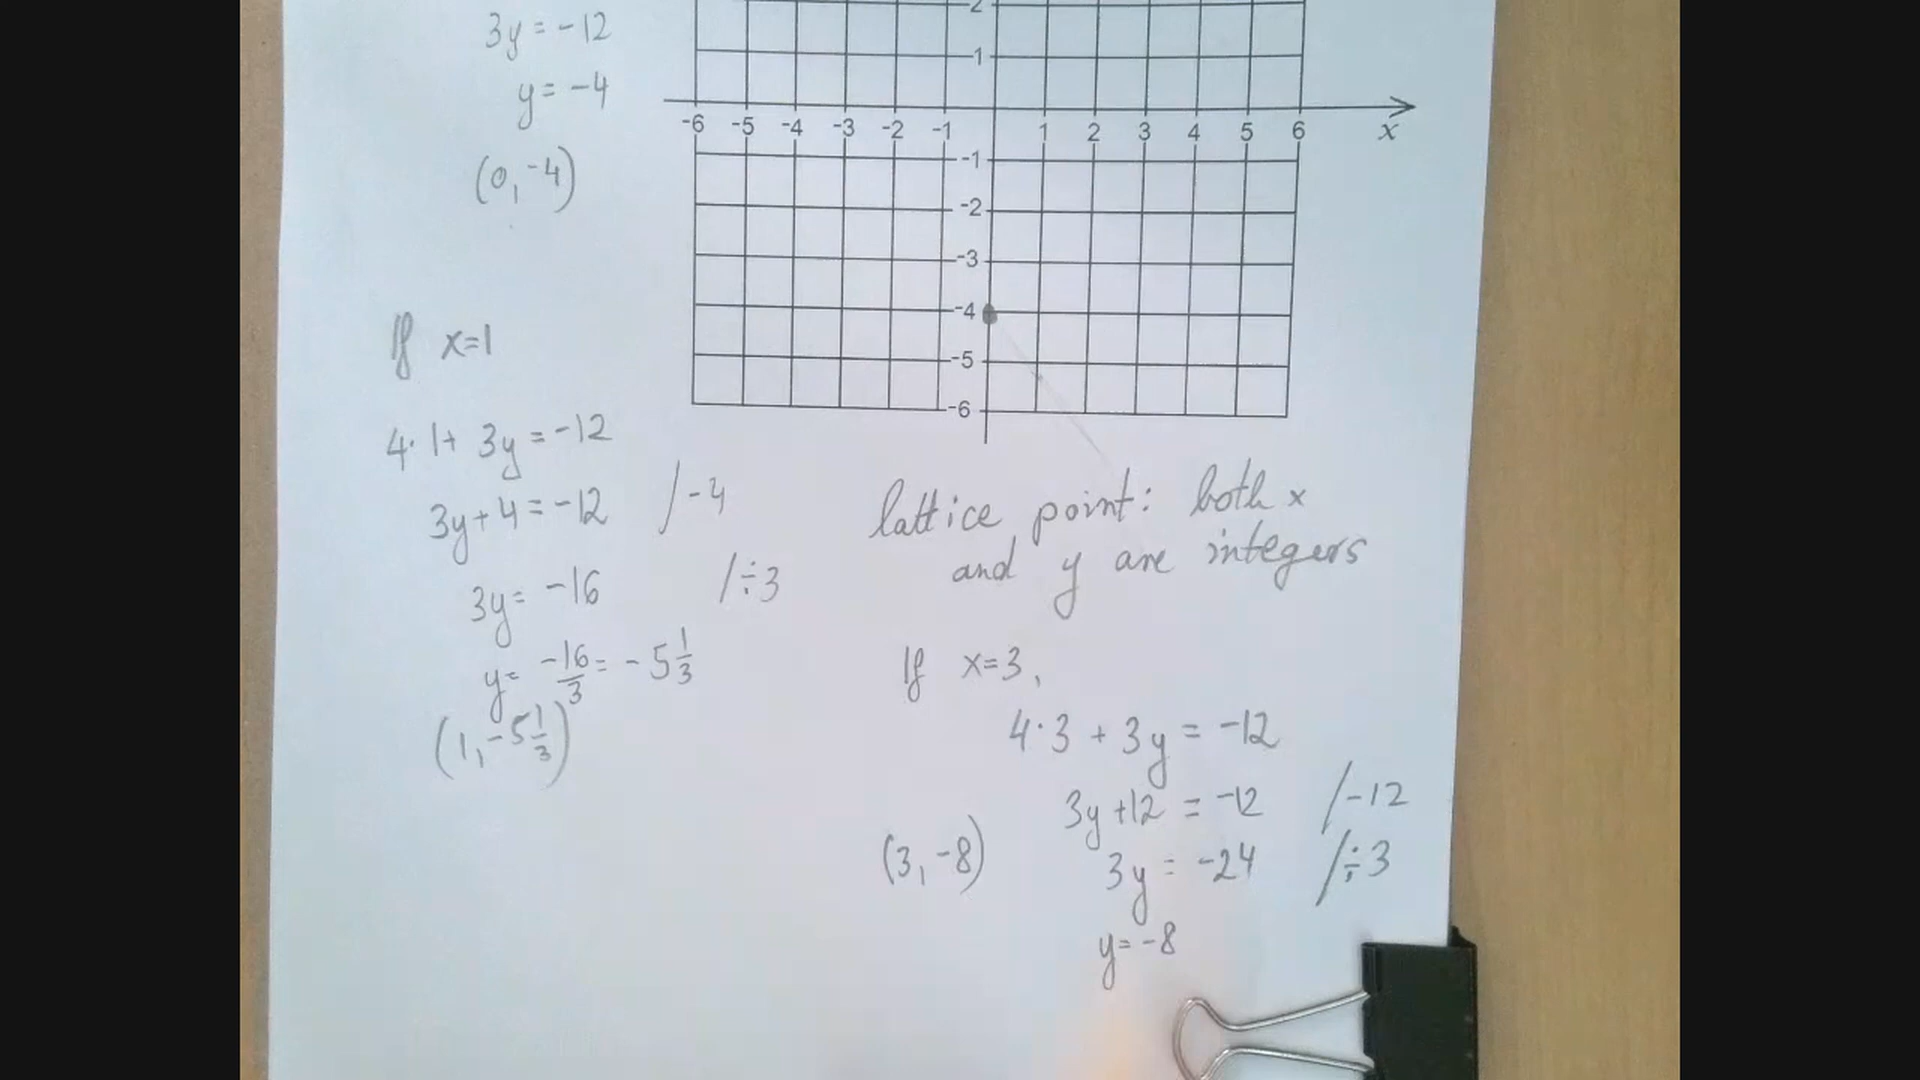 3y = -12
y = -4
(0, -4)
2
1
-6 -5 -4 -3 -2 -1 1 2 3 4 5 6 x
-1
-2
-3
-4
-5
-6
If x=1
4·1+ 3y = -12
3y+4 = -12 /-4
3y = -16 /÷3
y = -16/3 = -5 1/3
(1, -5 1/3)
lattice point: both x
and y are integers
If x=3,
4·3 + 3y = -12
3y+12 = -12 /-12
3y = -24 /÷3
(3, -8)
y = -8